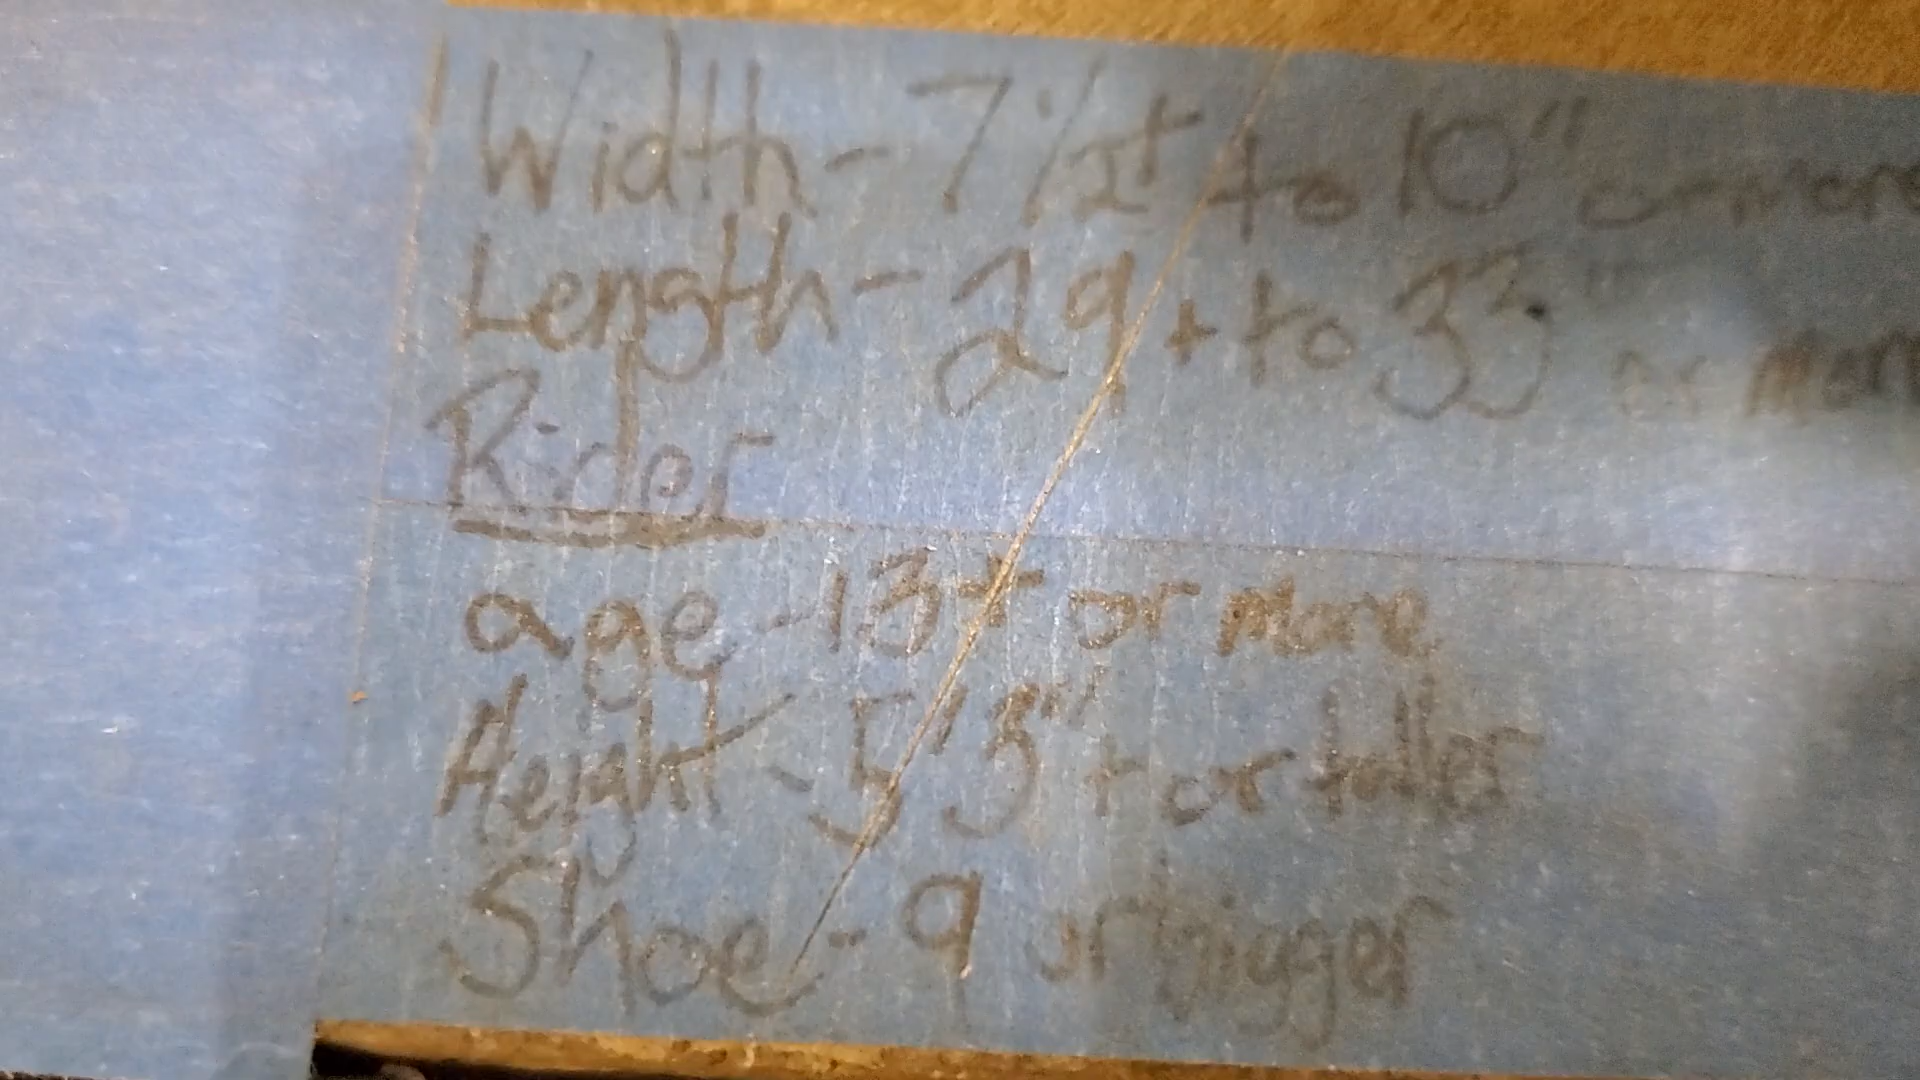 Width - 7 1/2+ to 10" or more
Length - 29 + to 33" or more
Rider
age - 13+ or more
Height - 5'3" + or taller
Shoe - 9 or bigger